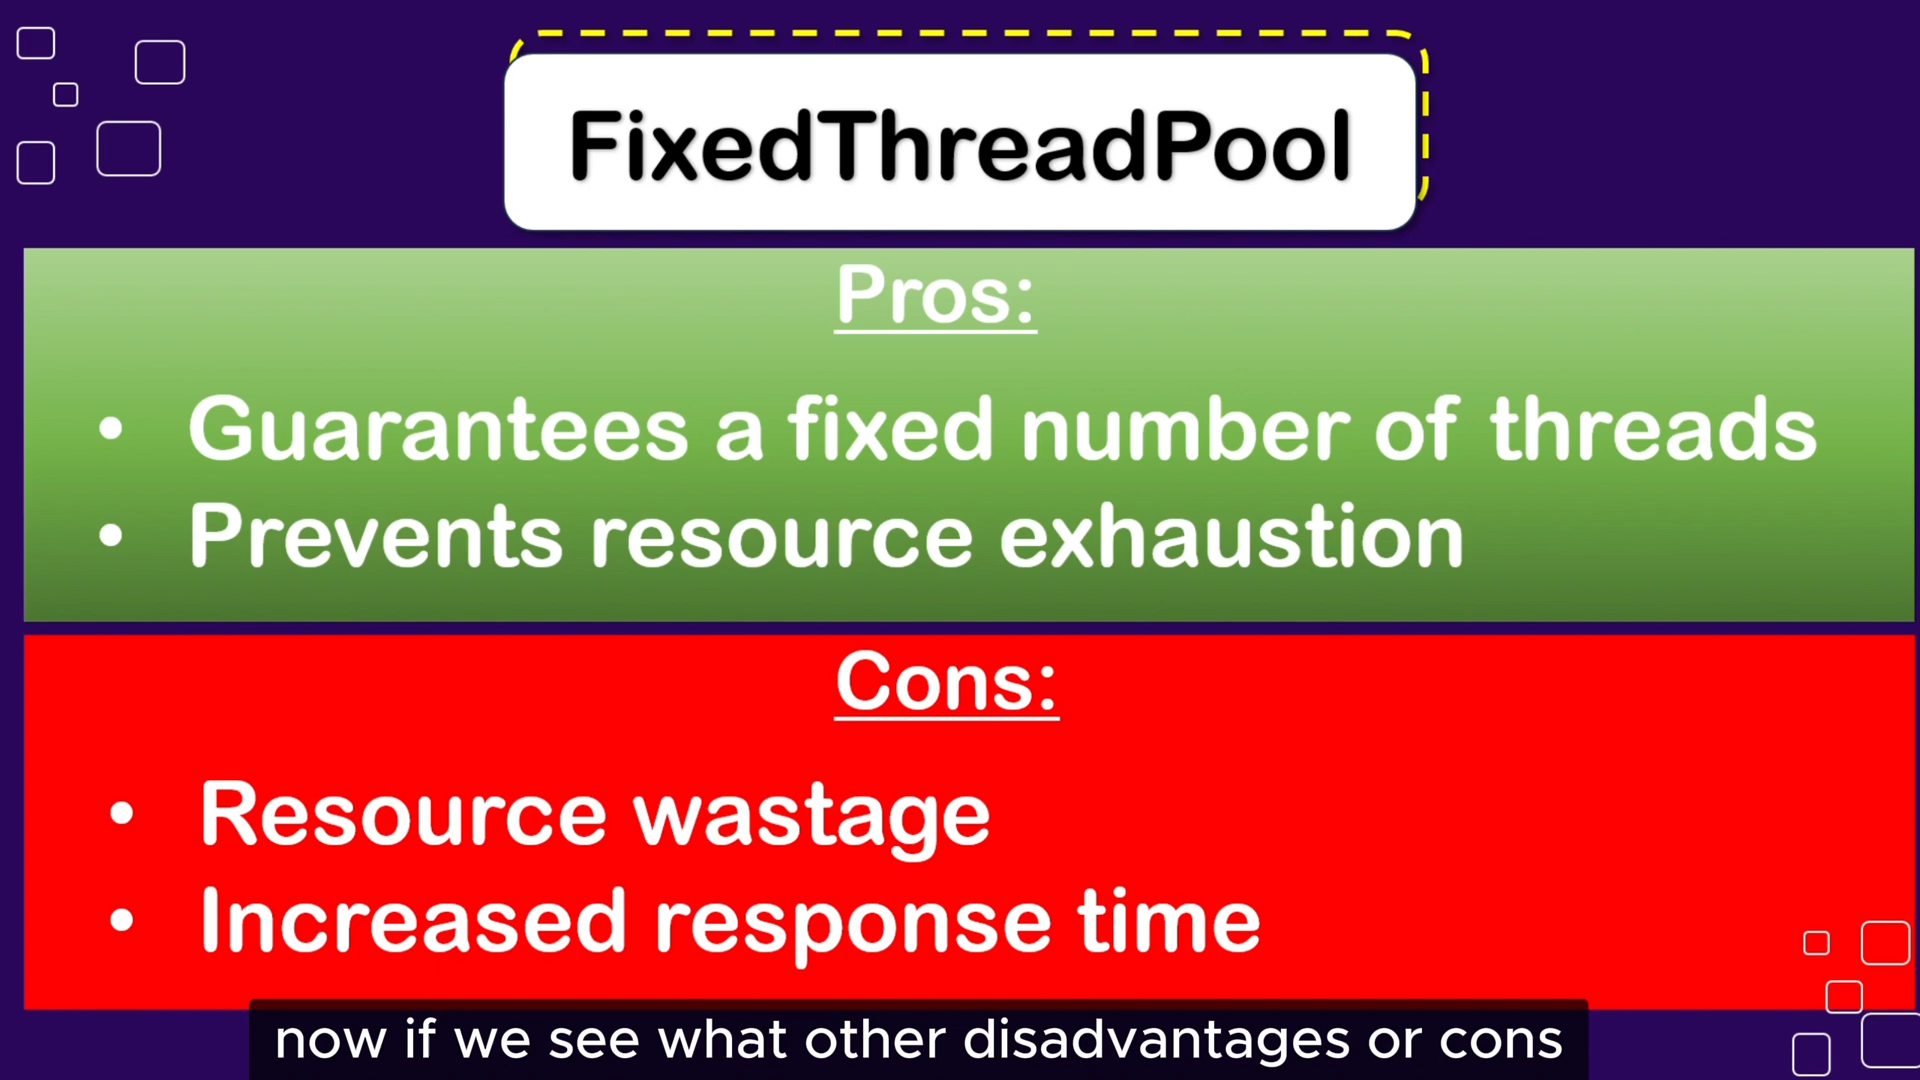 FixedThreadPool
Pros:
• Guarantees a fixed number of threads
• Prevents resource exhaustion
Cons:
• Resource wastage
• Increased response time
now if we see what other disadvantages or cons